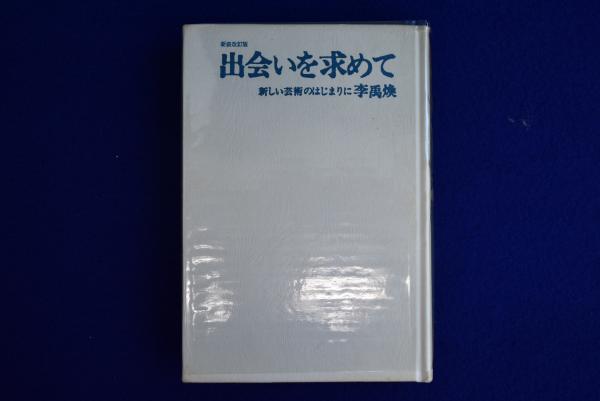 新装改訂版
出会いを求めて
新しい芸術のはじまりに 李禹煥